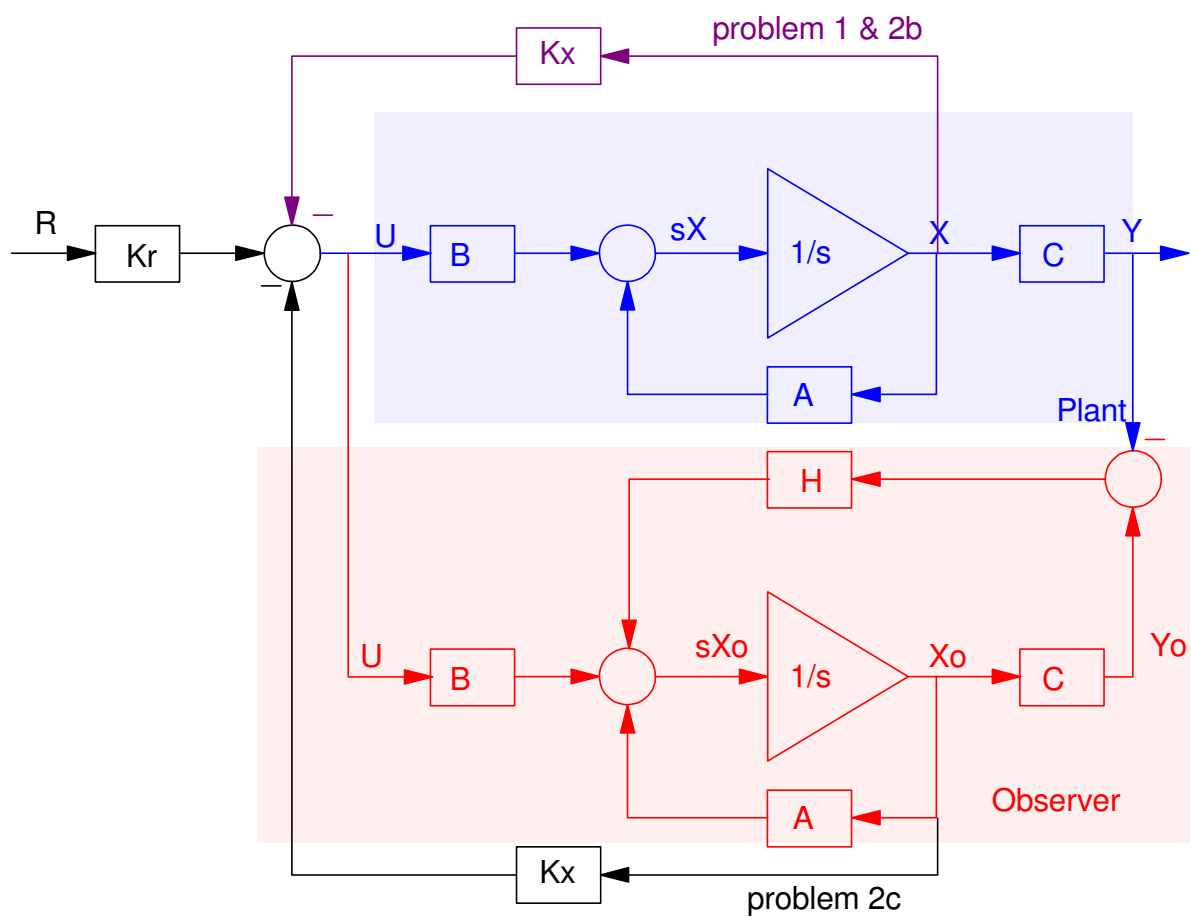 problem 1 & 2b
Kx
R
Kr
–
–
U
B
sX
1/s
X
C
Y
A
Plant
–
H
U
B
sXo
1/s
Xo
C
Yo
A
Observer
Kx
problem 2c